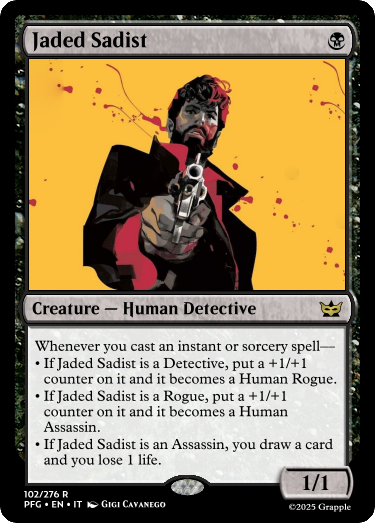 Jaded Sadist
Creature — Human Detective
Whenever you cast an instant or sorcery spell—
• If Jaded Sadist is a Detective, put a +1/+1
counter on it and it becomes a Human Rogue.
• If Jaded Sadist is a Rogue, put a +1/+1
counter on it and it becomes a Human
Assassin.
• If Jaded Sadist is an Assassin, you draw a card
and you lose 1 life.
1/1
102/276 R
PFG • EN • IT Gigi Cavanego
©2025 Grapple